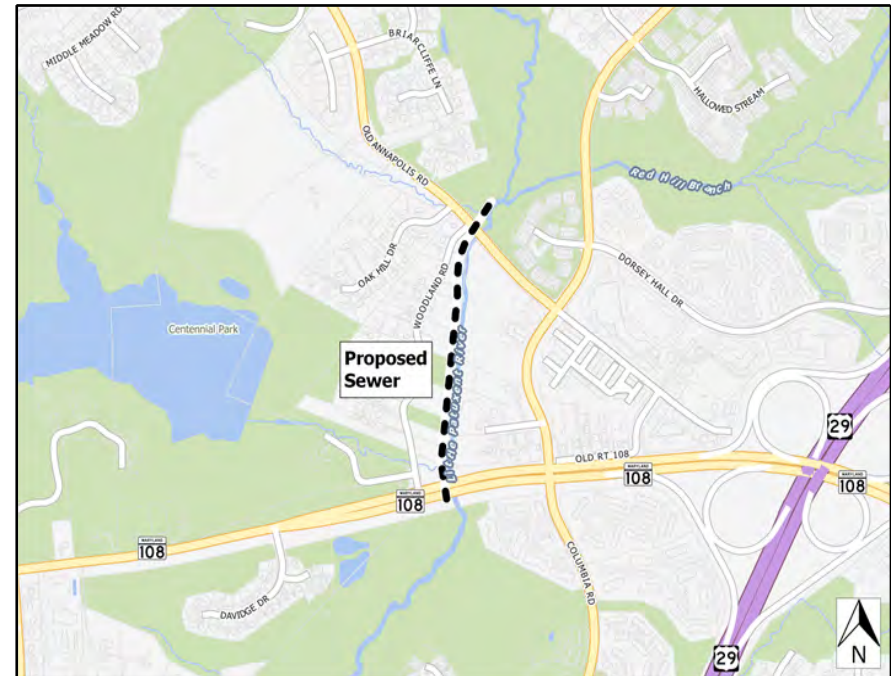 MIDDLE MEADOW RD
BRIARCLIFFE LN
HALLOWED STREAM
OLD ANNAPOLIS RD
Red Hill Branch
OAK HILL DR
WOODLAND RD
DORSEY HALL DR
Centennial Park
Proposed
Sewer
Little Patuxent River
29
OLD RT 108
MARYLAND
108
MARYLAND
108
MARYLAND
108
COLUMBIA RD
DAVIDGE DR
29
N